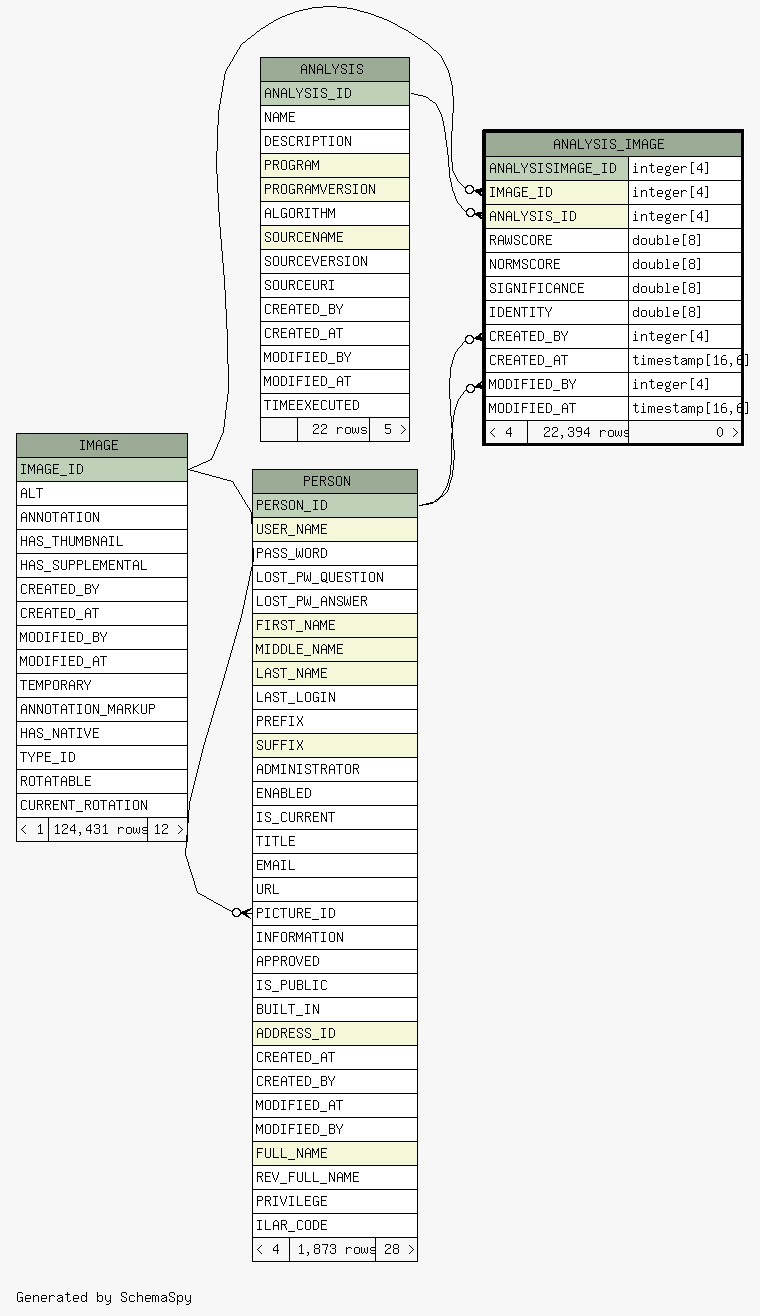 ANALYSIS
ANALYSIS_ID
NAME
DESCRIPTION
PROGRAM
PROGRAMVERSION
ALGORITHM
SOURCENAME
SOURCEVERSION
SOURCEURI
CREATED_BY
CREATED_AT
MODIFIED_BY
MODIFIED_AT
TIMEEXECUTED
22 rows 5 >
ANALYSIS_IMAGE
ANALYSISIMAGE_ID integer[4]
IMAGE_ID integer[4]
ANALYSIS_ID integer[4]
RAWSCORE double[8]
NORMSCORE double[8]
SIGNIFICANCE double[8]
IDENTITY double[8]
CREATED_BY integer[4]
CREATED_AT timestamp[16,6]
MODIFIED_BY integer[4]
MODIFIED_AT timestamp[16,6]
< 4 22,394 rows 0 >
IMAGE
IMAGE_ID
ALT
ANNOTATION
HAS_THUMBNAIL
HAS_SUPPLEMENTAL
CREATED_BY
CREATED_AT
MODIFIED_BY
MODIFIED_AT
TEMPORARY
ANNOTATION_MARKUP
HAS_NATIVE
TYPE_ID
ROTATABLE
CURRENT_ROTATION
< 1 124,431 rows 12 >
PERSON
PERSON_ID
USER_NAME
PASS_WORD
LOST_PW_QUESTION
LOST_PW_ANSWER
FIRST_NAME
MIDDLE_NAME
LAST_NAME
LAST_LOGIN
PREFIX
SUFFIX
ADMINISTRATOR
ENABLED
IS_CURRENT
TITLE
EMAIL
URL
PICTURE_ID
INFORMATION
APPROVED
IS_PUBLIC
BUILT_IN
ADDRESS_ID
CREATED_AT
CREATED_BY
MODIFIED_AT
MODIFIED_BY
FULL_NAME
REV_FULL_NAME
PRIVILEGE
ILAR_CODE
< 4 1,873 rows 28 >
Generated by SchemaSpy